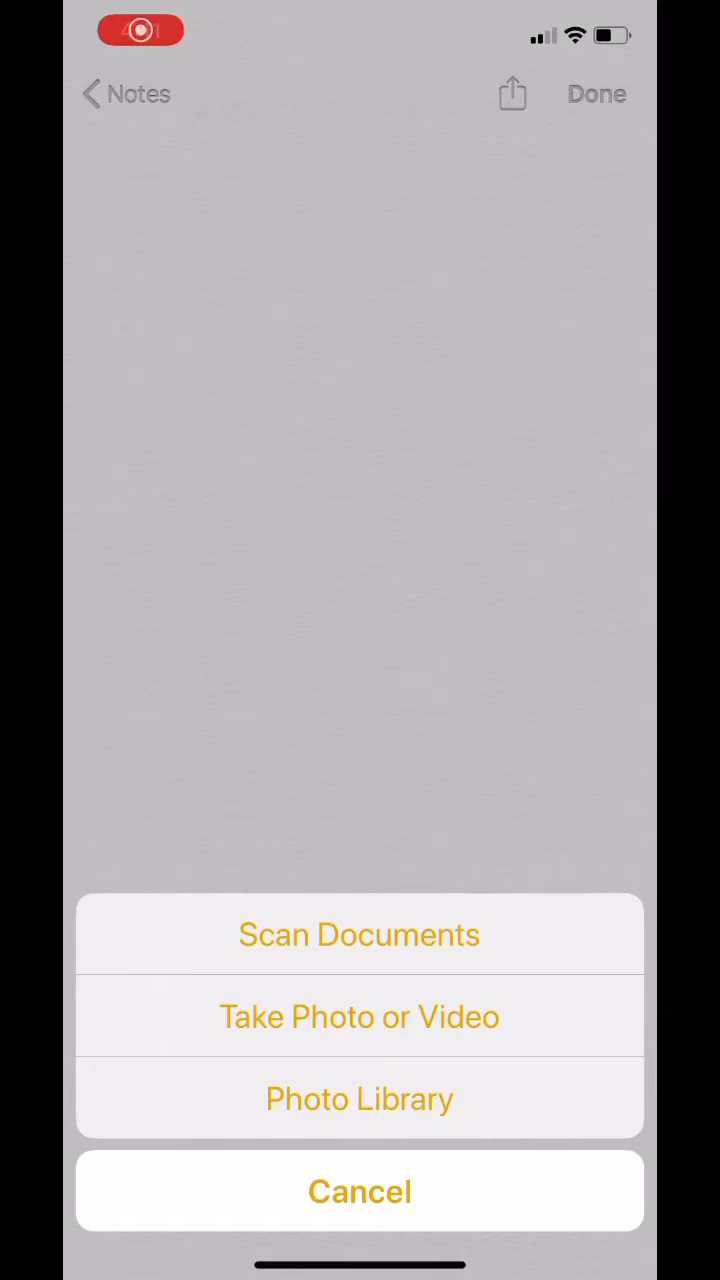 Notes
Done
Scan Documents
Take Photo or Video
Photo Library
Cancel